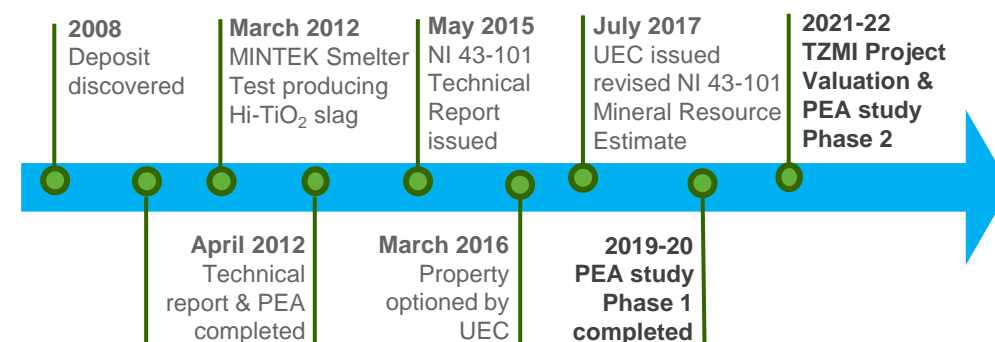 2008
Deposit
discovered
March 2012
MINTEK Smelter
Test producing
Hi-TiO₂ slag
May 2015
NI 43-101
Technical
Report
issued
July 2017
UEC issued
revised NI 43-101
Mineral Resource
Estimate
2021-22
TZMI Project
Valuation &
PEA study
Phase 2
April 2012
Technical
report & PEA
completed
March 2016
Property
optioned by
UEC
2019-20
PEA study
Phase 1
completed